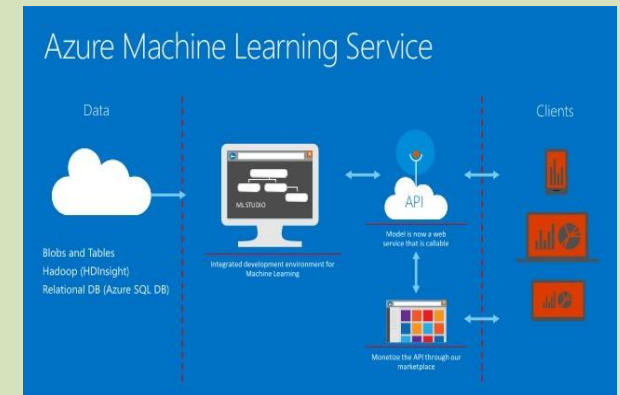 Azure Machine Learning Service
Data
Clients
ML STUDIO
API
Model is now a web
service that is callable
Blobs and Tables
Hadoop (HDInsight)
Relational DB (Azure SQL DB)
Integrated development environment for
Machine Learning
Monetize the API through our
marketplace